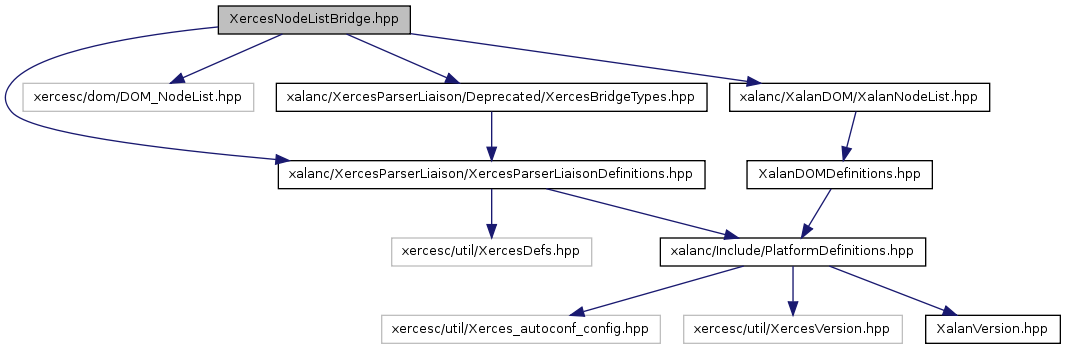 XercesNodeListBridge.hpp
xercesc/dom/DOM_NodeList.hpp
xalanc/XercesParserLiaison/Deprecated/XercesBridgeTypes.hpp
xalanc/XalanDOM/XalanNodeList.hpp
xalanc/XercesParserLiaison/XercesParserLiaisonDefinitions.hpp
XalanDOMDefinitions.hpp
xercesc/util/XercesDefs.hpp
xalanc/Include/PlatformDefinitions.hpp
xercesc/util/Xerces_autoconf_config.hpp
xercesc/util/XercesVersion.hpp
XalanVersion.hpp